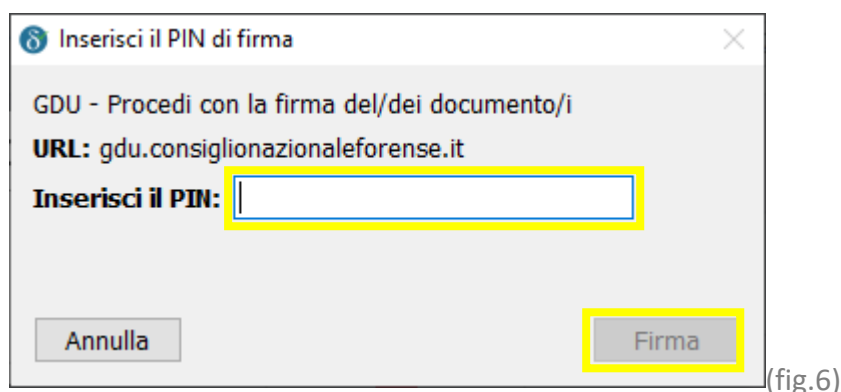 Inserisci il PIN di firma
GDU - Procedi con la firma del/dei documento/i
URL: gdu.consiglionazionaleforense.it
Inserisci il PIN:
Annulla Firma
(fig.6)